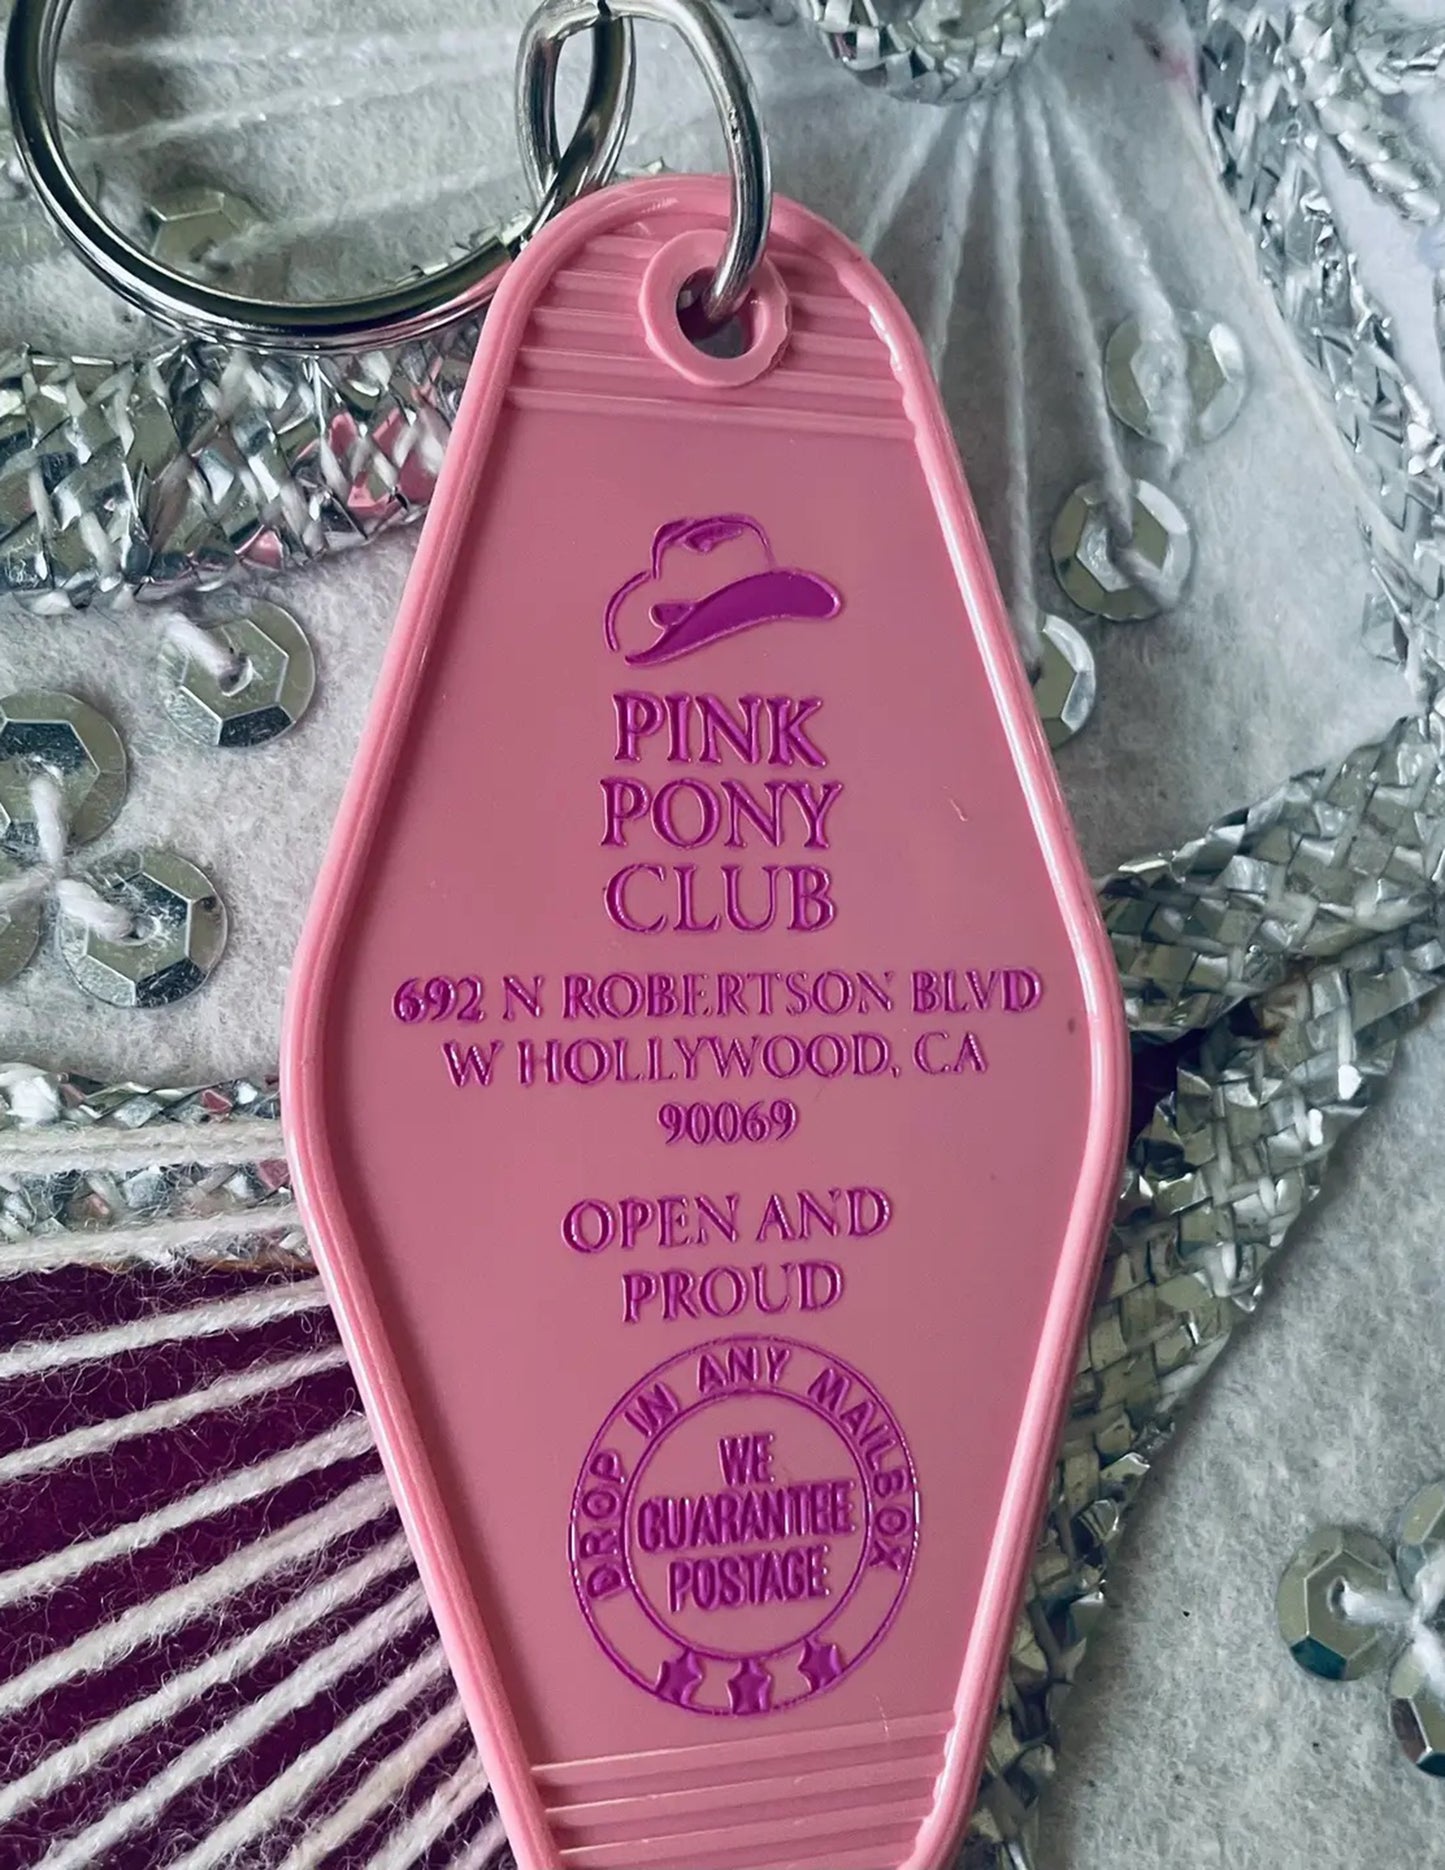 PINK
PONY
CLUB
692 N ROBERTSON BLVD
W HOLLYWOOD, CA
90069
OPEN AND
PROUD
DROP IN ANY MAILBOX
WE
GUARANTEE
POSTAGE